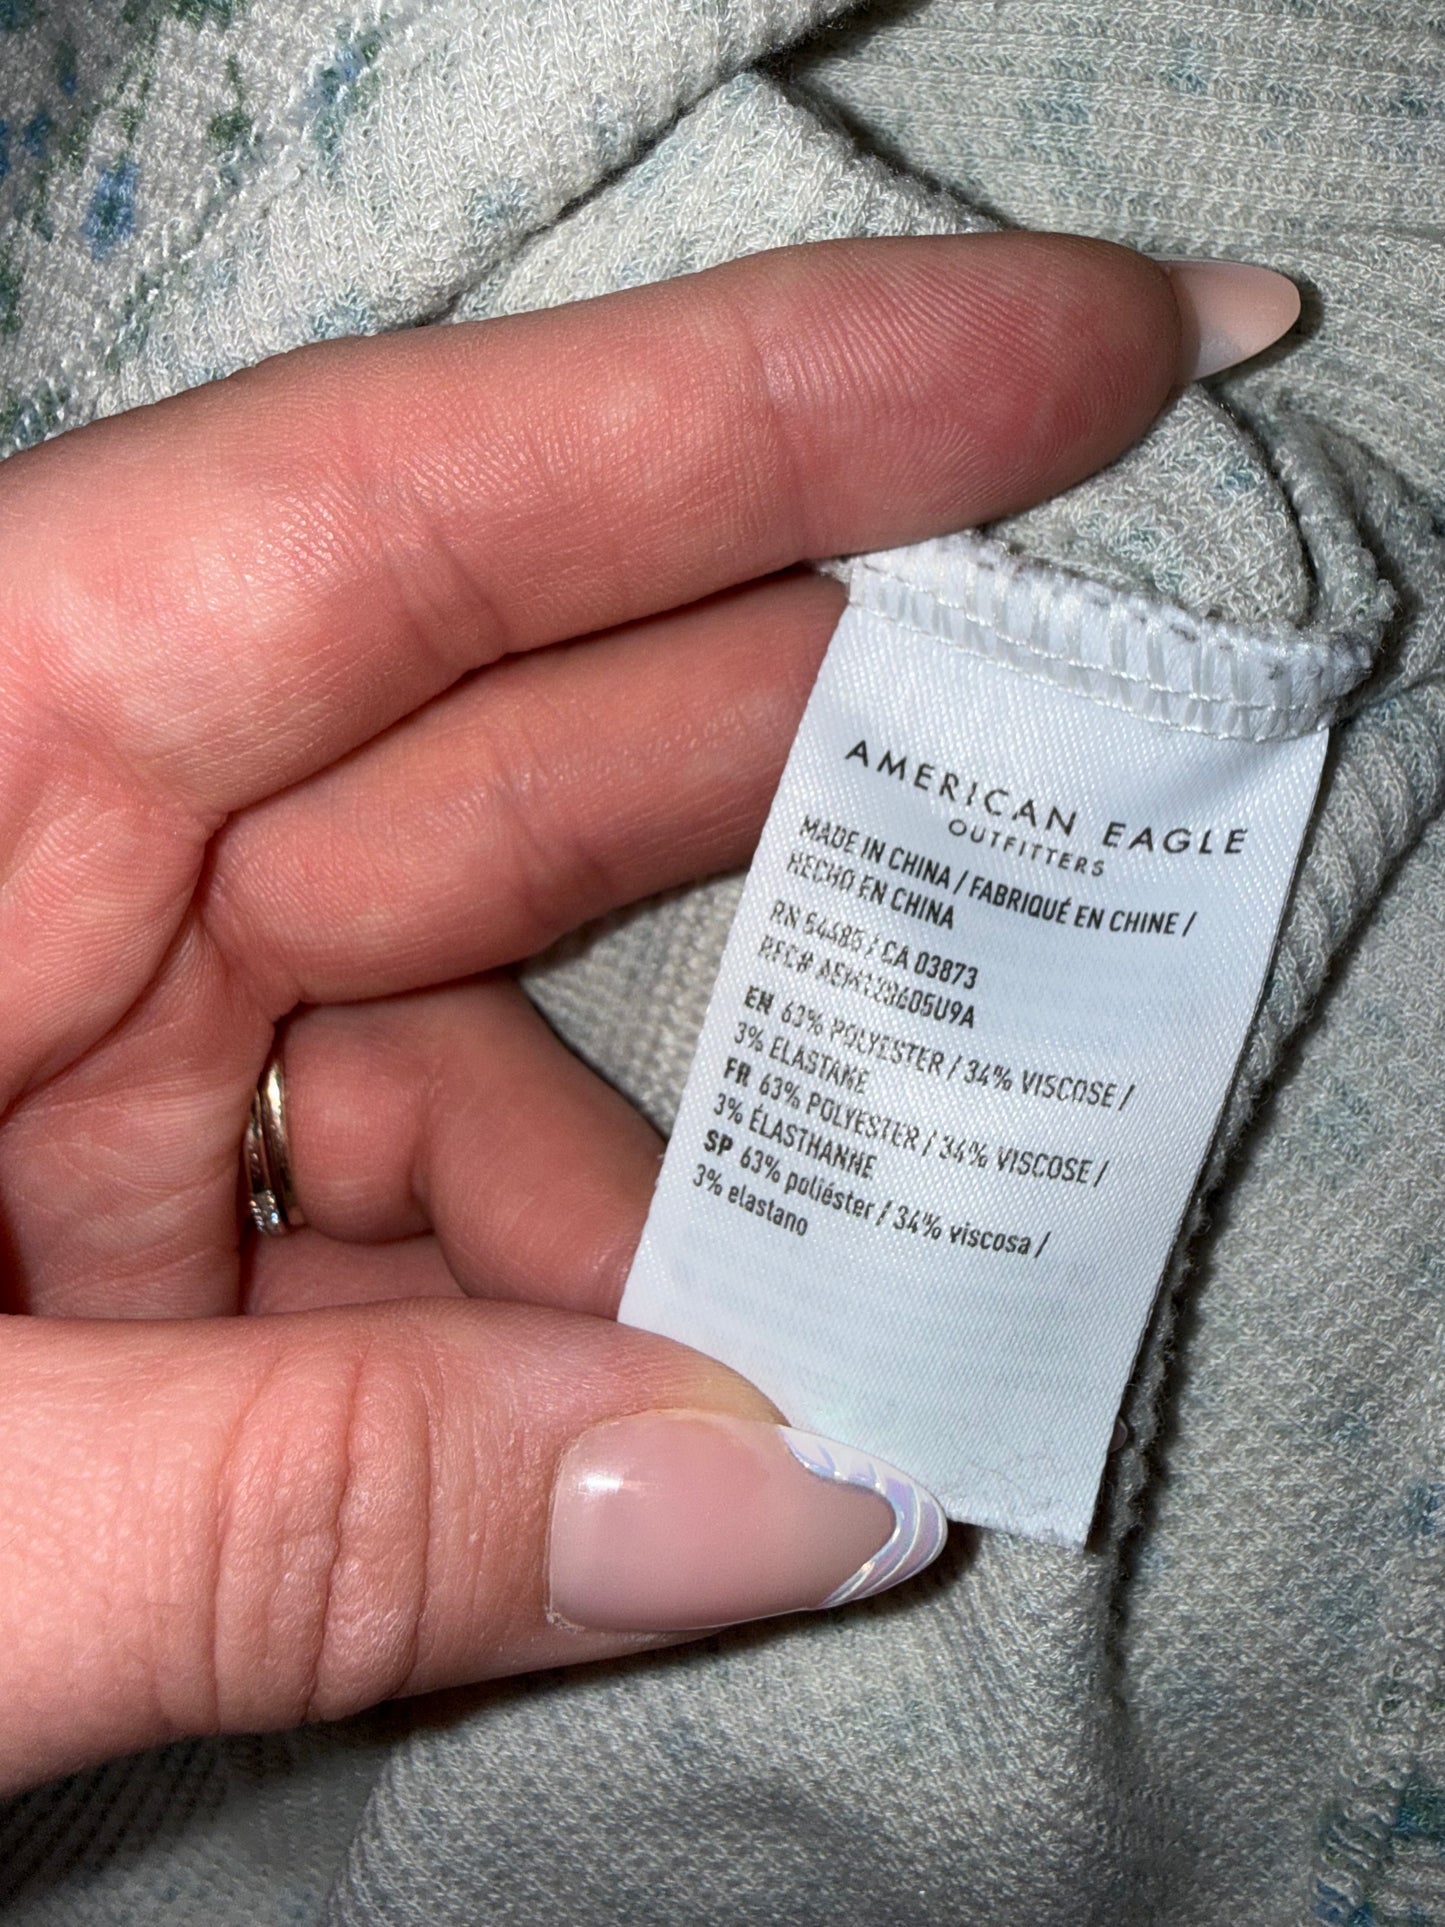 AMERICAN EAGLE
OUTFITTERS
MADE IN CHINA / FABRIQUÉ EN CHINE /
HECHO EN CHINA
RN 54485 / CA 03873
RFC#
EN 63% POLYESTER / 34% VISCOSE /
3% ELASTANE
FR 63% POLYESTER / 34% VISCOSE /
3% ÉLASTHANNE
SP 63% poliéster / 34% viscosa /
3% elastano